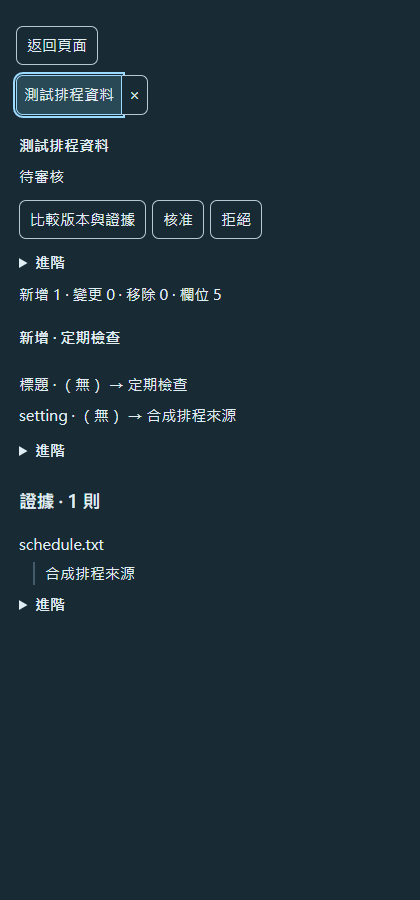 返回頁面
測試排程資料 ×
測試排程資料
待審核
比較版本與證據 核准 拒絕
▶ 進階
新增 1 · 變更 0 · 移除 0 · 欄位 5
新增 · 定期檢查
標題 · （無） → 定期檢查
setting · （無） → 合成排程來源
▶ 進階
證據 · 1 則
schedule.txt
合成排程來源
▶ 進階